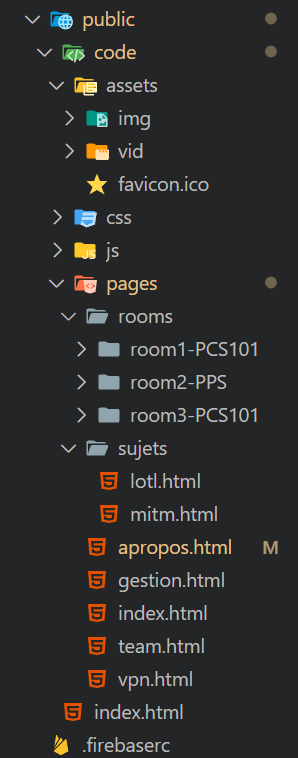 public
code
assets
img
vid
favicon.ico
css
JS js
pages
rooms
room1-PCS101
room2-PPS
room3-PCS101
sujets
lotl.html
mitm.html
apropos.html M
gestion.html
index.html
team.html
vpn.html
index.html
.firebaserc